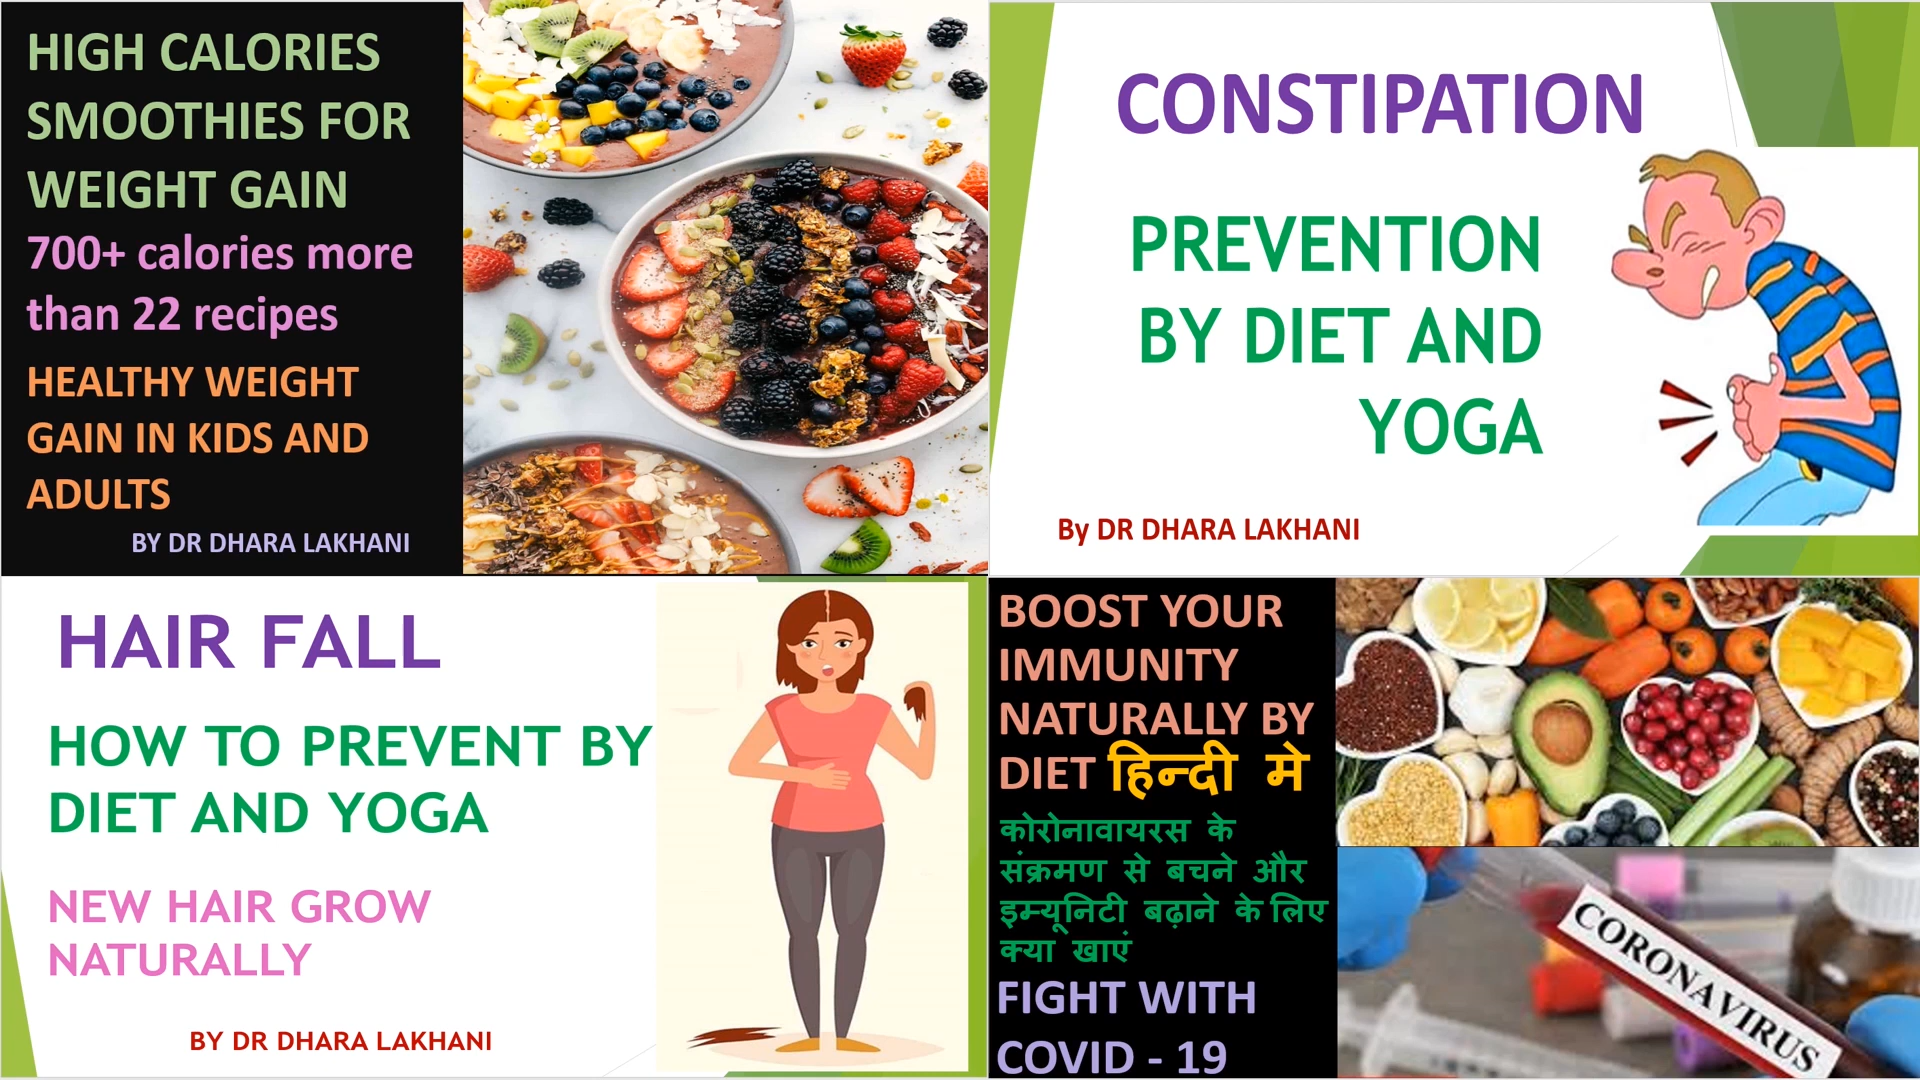 HIGH CALORIES
SMOOTHIES FOR
WEIGHT GAIN
700+ calories more
than 22 recipes
HEALTHY WEIGHT
GAIN IN KIDS AND
ADULTS
BY DR DHARA LAKHANI
CONSTIPATION
PREVENTION
BY DIET AND
YOGA
By DR DHARA LAKHANI
HAIR FALL
HOW TO PREVENT BY
DIET AND YOGA
NEW HAIR GROW
NATURALLY
BY DR DHARA LAKHANI
BOOST YOUR
IMMUNITY
NATURALLY BY
DIET हिन्दी मे
कोरोनावायरस के
संक्रमण से बचने और
इम्यूनिटी बढ़ाने के लिए
क्या खाएं
FIGHT WITH
COVID - 19
CORONAVIRUS